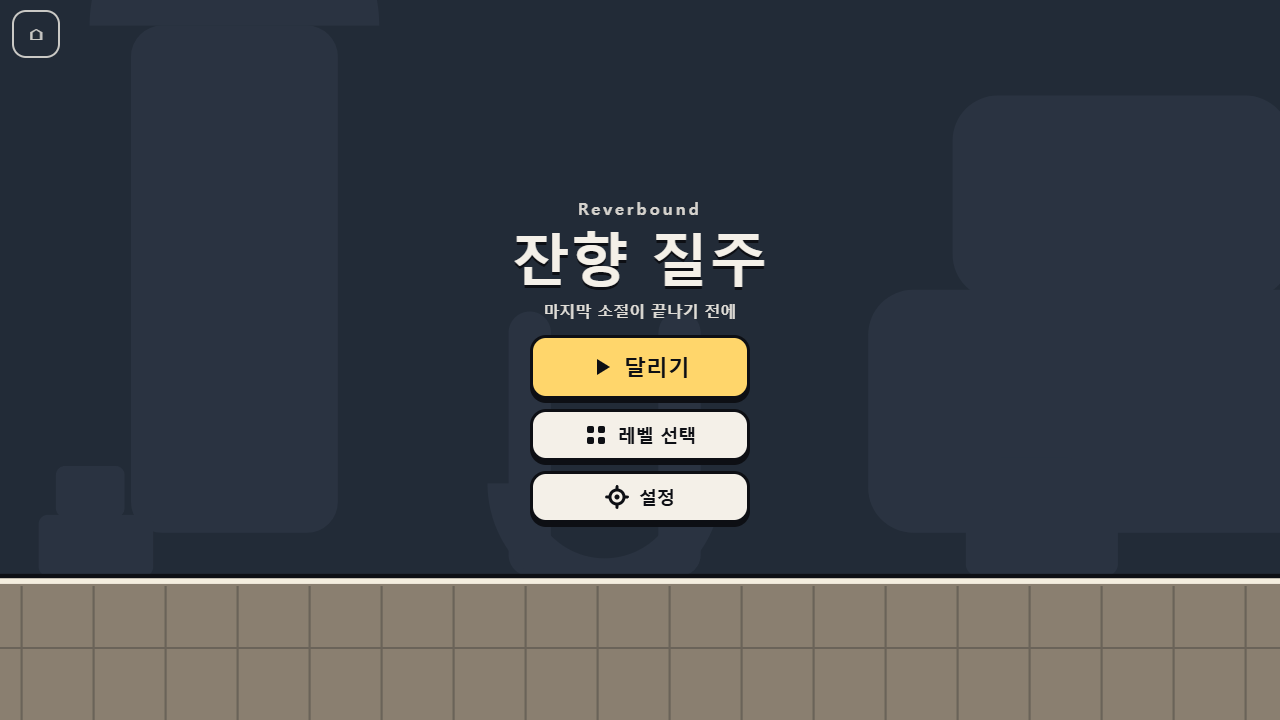 Reverbound
잔향 질주
마지막 소절이 끝나기 전에
달리기
레벨 선택
설정